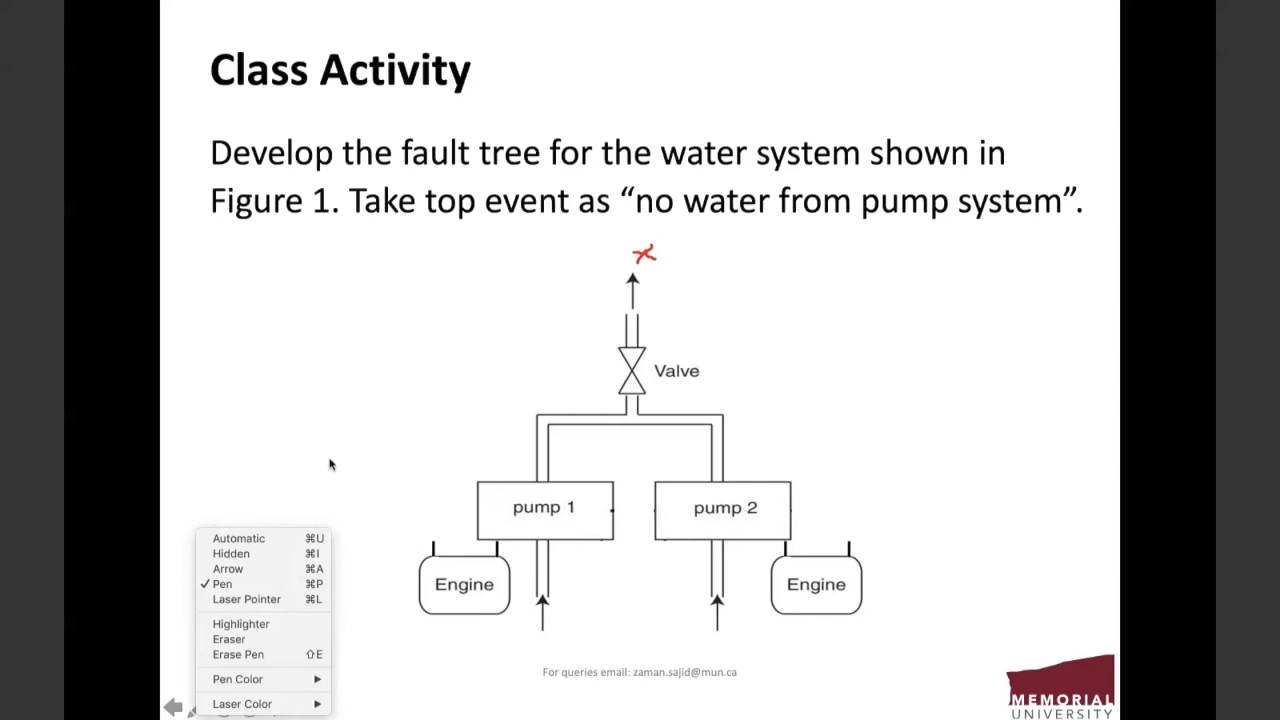 Class Activity
Develop the fault tree for the water system shown in
Figure 1. Take top event as “no water from pump system”.
Valve
pump 1
pump 2
Engine
Engine
Automatic ⌘U
Hidden ⌘I
Arrow ⌘A
✓ Pen ⌘P
Laser Pointer ⌘L
Highlighter
Eraser
Erase Pen ⇧E
Pen Color ▶
Laser Color ▶
For queries email: zaman.sajid@mun.ca
MEMORIAL
UNIVERSITY